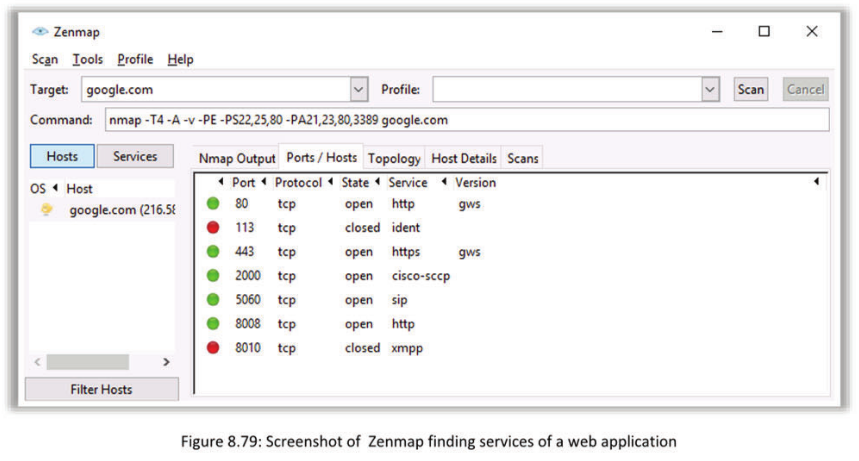 Zenmap
Scan Tools Profile Help
Target: google.com Profile: Scan Cancel
Command: nmap -T4 -A -v -PE -PS22,25,80 -PA21,23,80,3389 google.com
Hosts Services Nmap Output Ports / Hosts Topology Host Details Scans
OS Host Port Protocol State Service Version
google.com (216.58
80 tcp open http gws
113 tcp closed ident
443 tcp open https gws
2000 tcp open cisco-sccp
5060 tcp open sip
8008 tcp open http
8010 tcp closed xmpp
Filter Hosts
Figure 8.79: Screenshot of Zenmap finding services of a web application